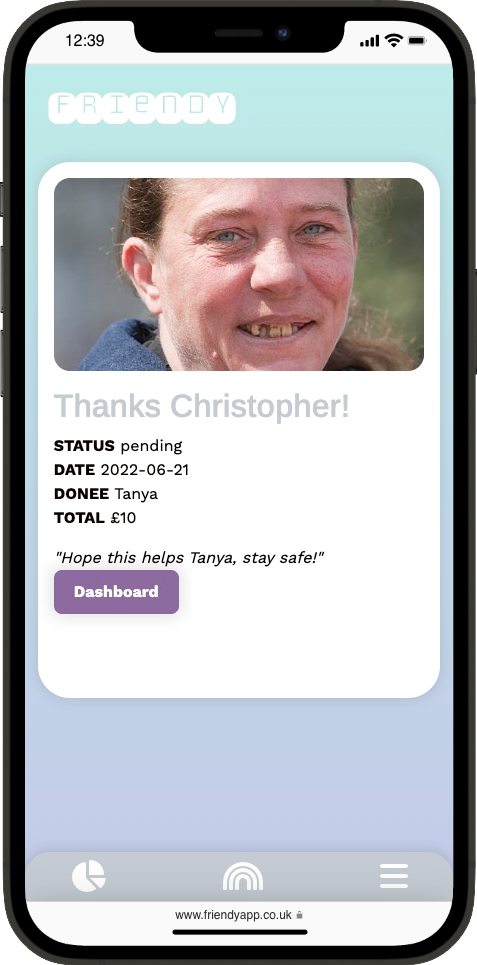 12:39
FRIENDY
Thanks Christopher!
STATUS pending
DATE 2022-06-21
DONEE Tanya
TOTAL £10
"Hope this helps Tanya, stay safe!"
Dashboard
www.friendyapp.co.uk